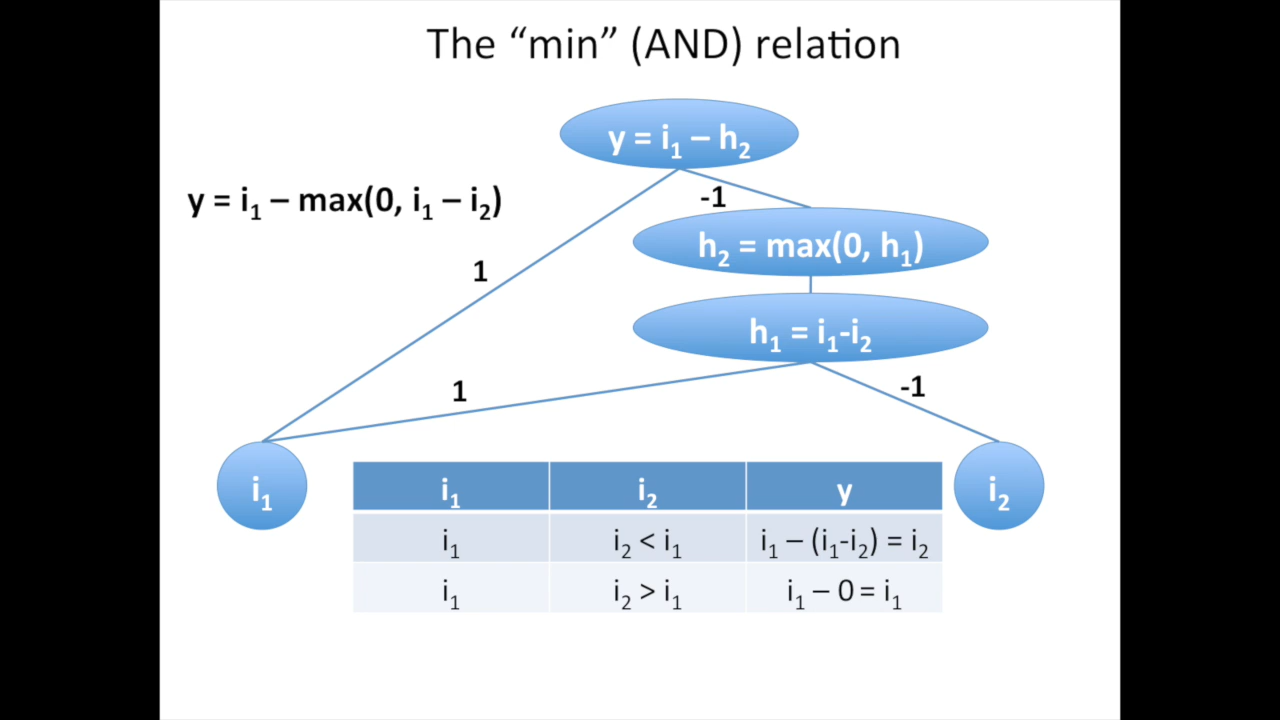 The “min” (AND) relation
y = i₁ – h₂
y = i₁ – max(0, i₁ – i₂)
-1
h₂ = max(0, h₁)
1
h₁ = i₁-i₂
1
-1
i₁
i₂
i₁ i₂ y
i₁ i₂ < i₁ i₁ – (i₁-i₂) = i₂
i₁ i₂ > i₁ i₁ – 0 = i₁